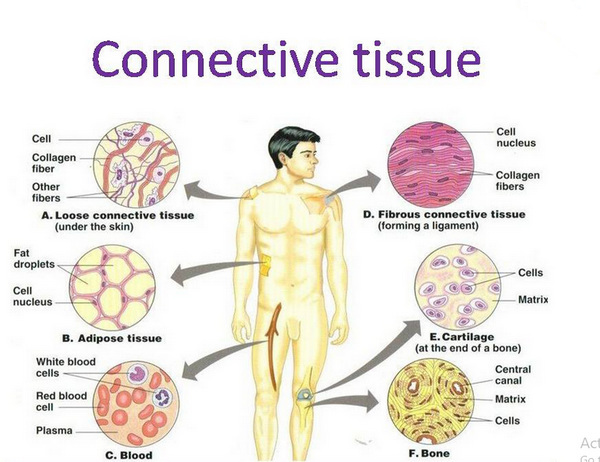 Connective tissue
Cell
Collagen
fiber
Other
fibers
A. Loose connective tissue
(under the skin)
Cell
nucleus
Collagen
fibers
D. Fibrous connective tissue
(forming a ligament)
Fat
droplets
Cell
nucleus
B. Adipose tissue
Cells
Matrix
E. Cartilage
(at the end of a bone)
White blood
cells
Red blood
cell
Plasma
C. Blood
Central
canal
Matrix
Cells
F. Bone